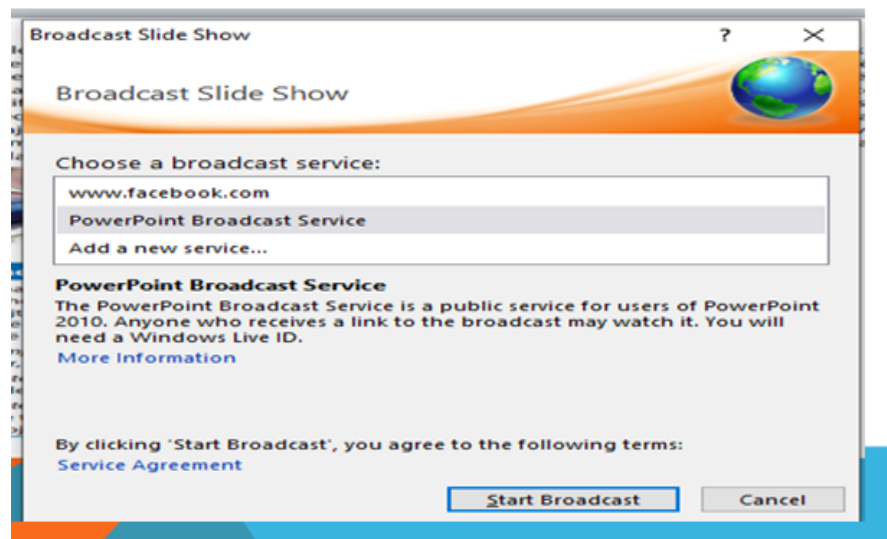 Broadcast Slide Show
?
Broadcast Slide Show
Choose a broadcast service:
www.facebook.com
PowerPoint Broadcast Service
Add a new service...
PowerPoint Broadcast Service
The PowerPoint Broadcast Service is a public service for users of PowerPoint
2010. Anyone who receives a link to the broadcast may watch it. You will
need a Windows Live ID.
More Information
By clicking 'Start Broadcast', you agree to the following terms:
Service Agreement
Start Broadcast
Cancel